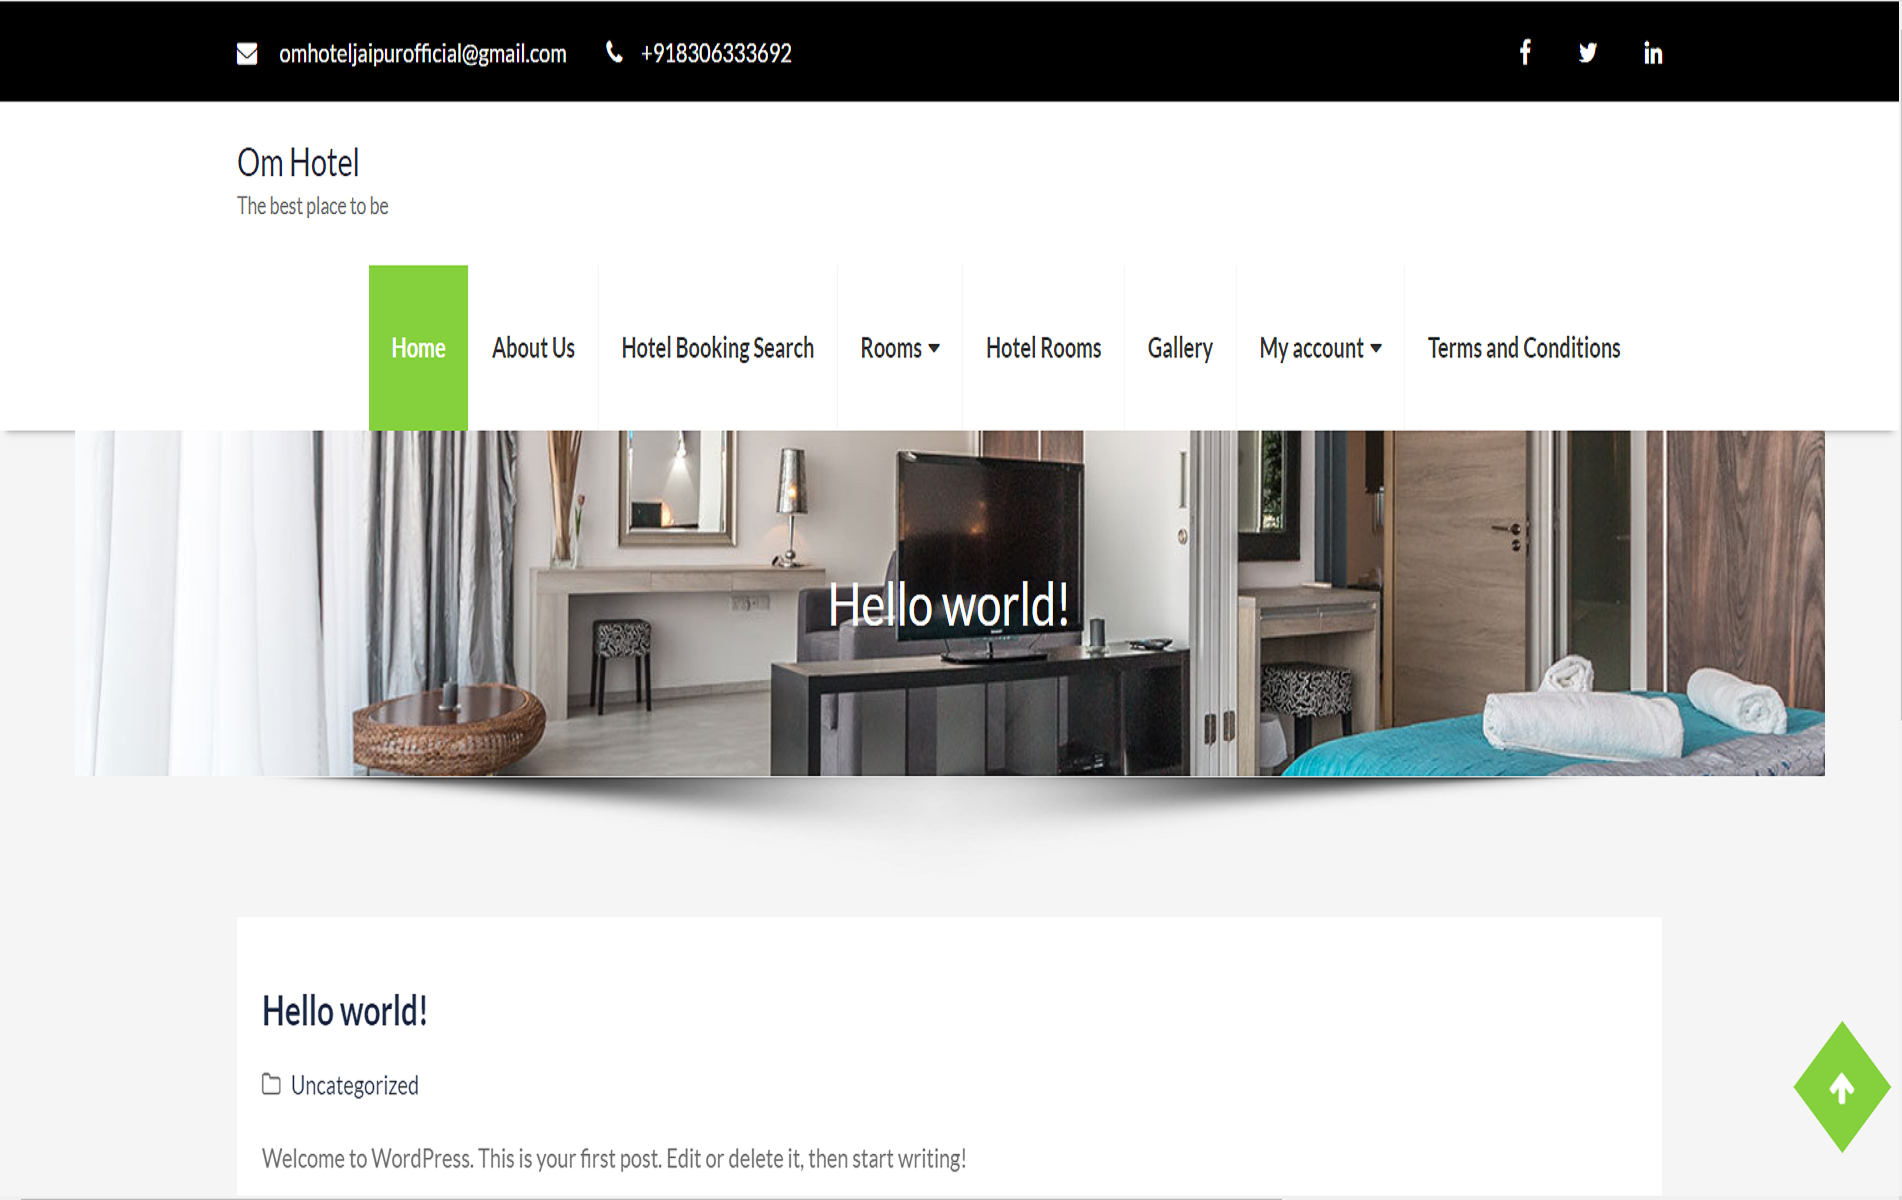 omhoteljaipurofficial@gmail.com +918306333692
Om Hotel
The best place to be
Home About Us Hotel Booking Search Rooms Hotel Rooms Gallery My account Terms and Conditions
Hello world!
Hello world!
Uncategorized
Welcome to WordPress. This is your first post. Edit or delete it, then start writing!